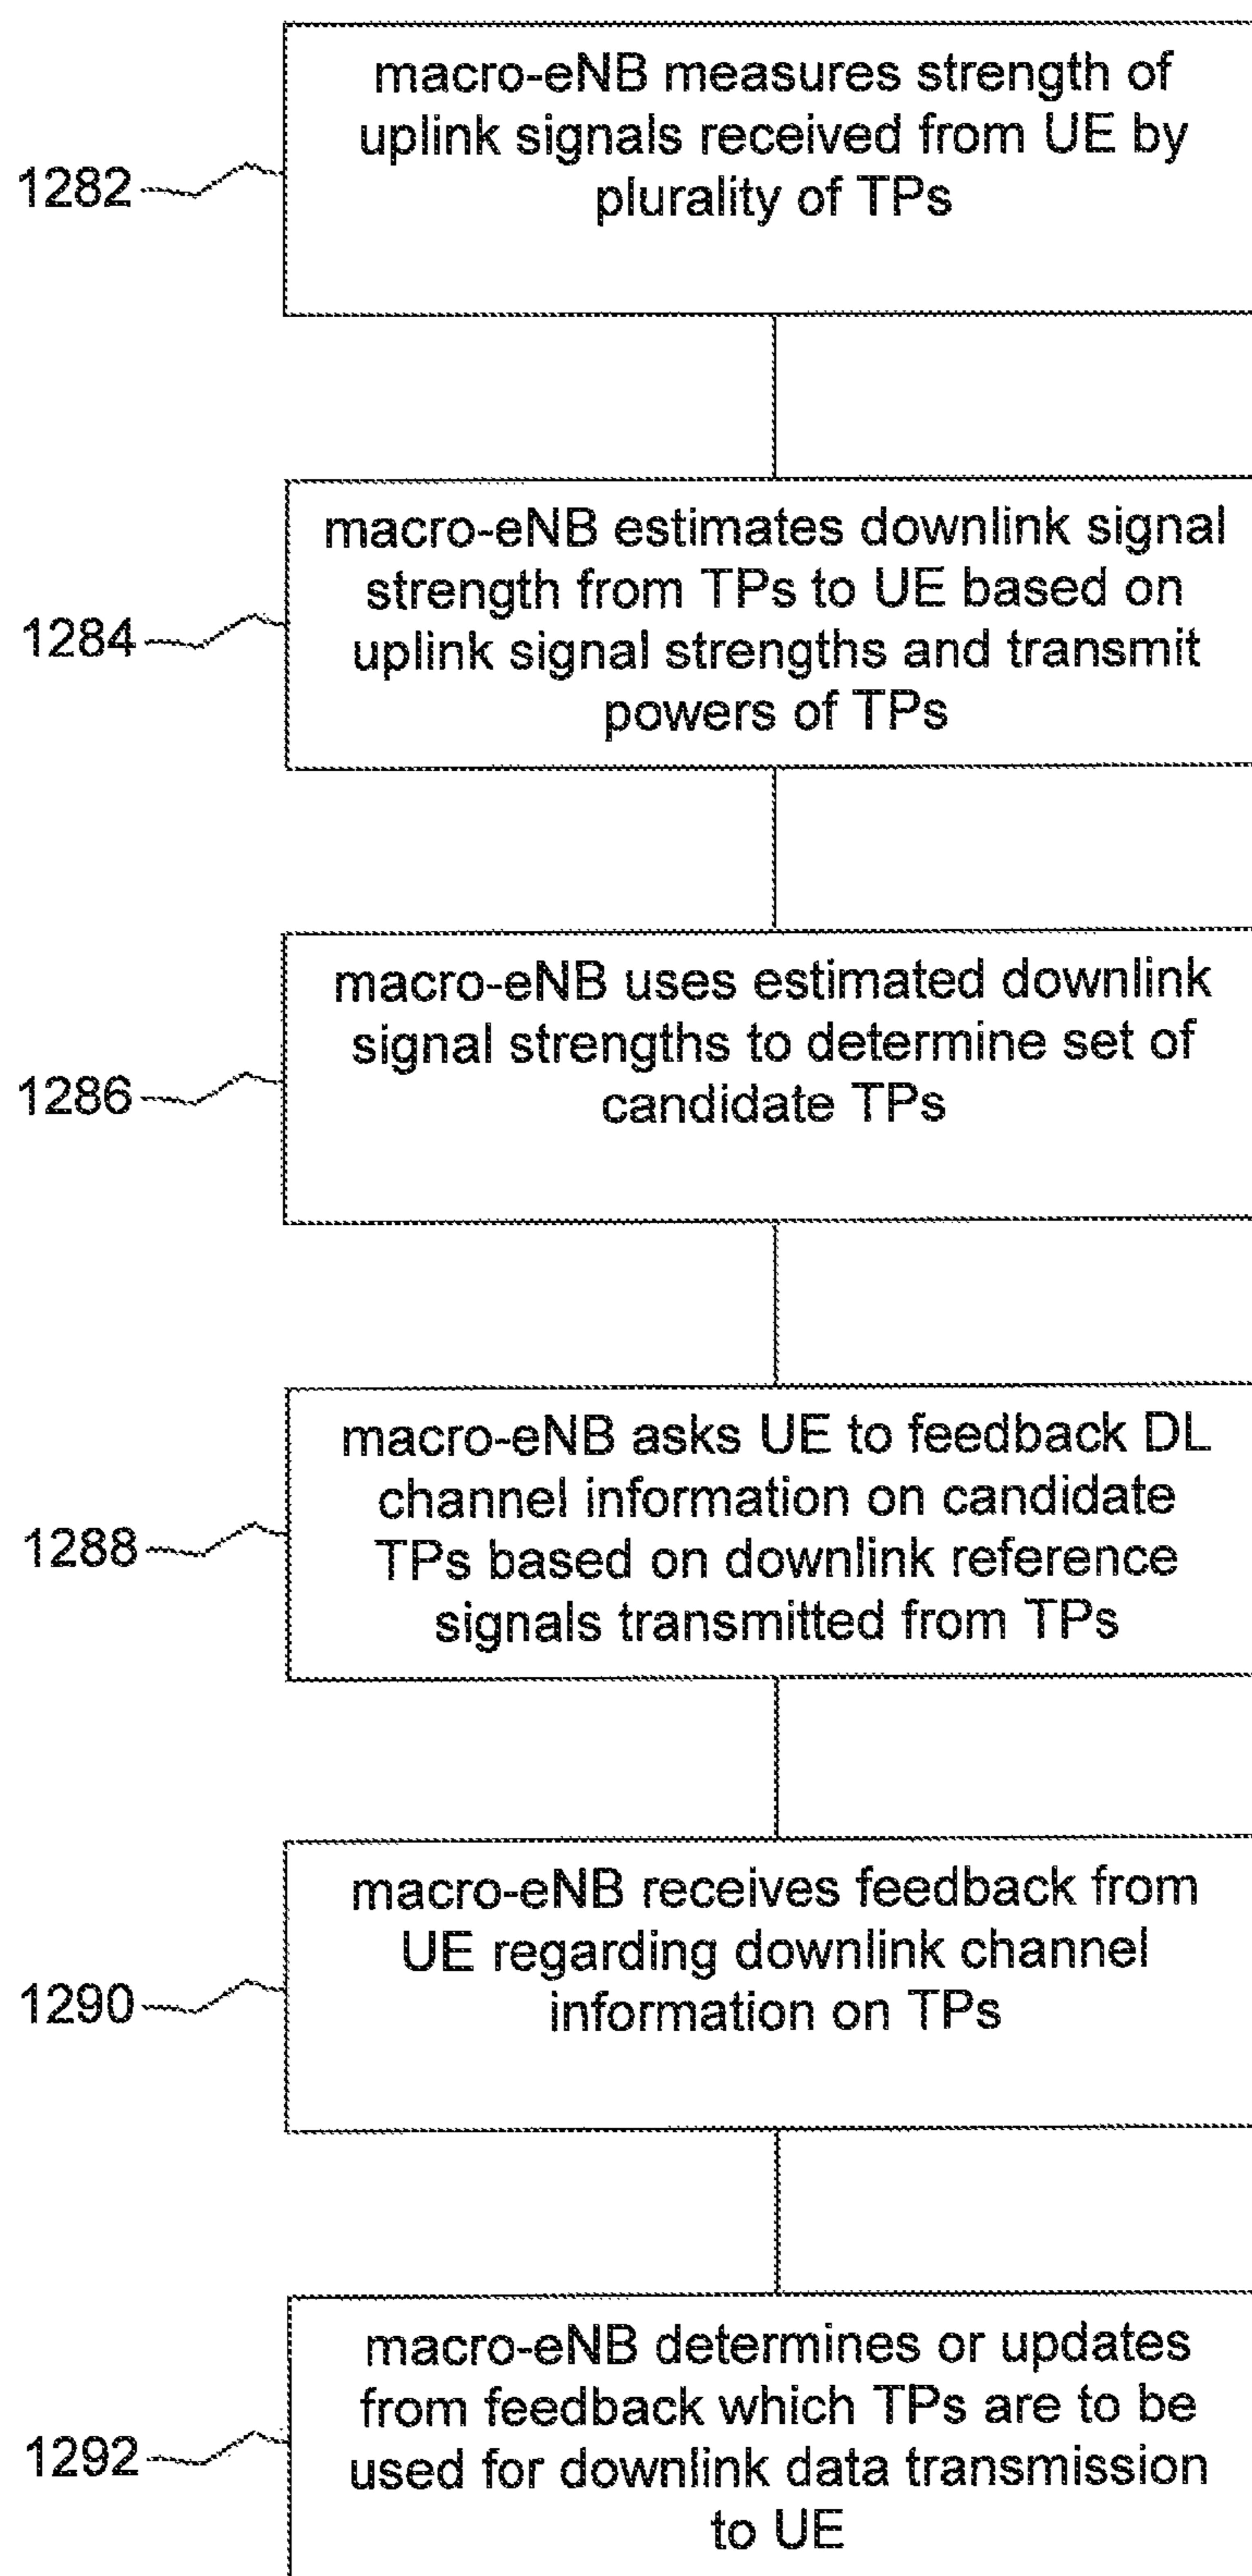 macro-eNB measures strength of
uplink signals received from UE by
plurality of TPs
1282
macro-eNB estimates downlink signal
strength from TPs to UE based on
uplink signal strengths and transmit
powers of TPs
1284
macro-eNB uses estimated downlink
signal strengths to determine set of
candidate TPs
1286
macro-eNB asks UE to feedback DL
channel information on candidate
TPs based on downlink reference
signals transmitted from TPs
1288
macro-eNB receives feedback from
UE regarding downlink channel
information on TPs
1290
macro-eNB determines or updates
from feedback which TPs are to be
used for downlink data transmission
to UE
1292